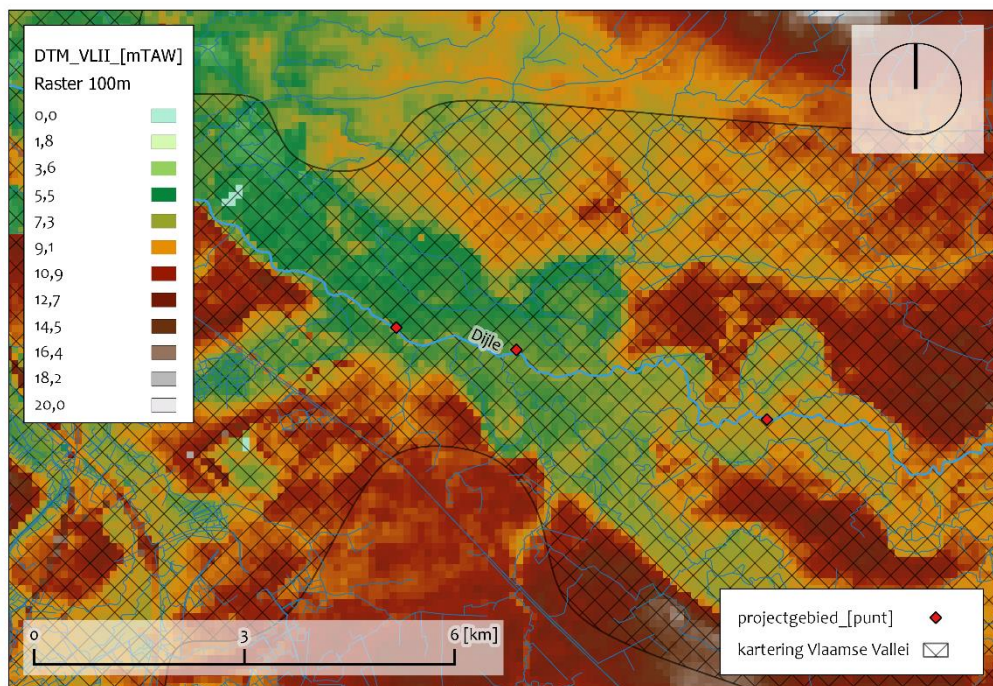 DTM_VLII_[mTAW]
Raster 100m
0,0
1,8
3,6
5,5
7,3
9,1
10,9
12,7
14,5
16,4
18,2
20,0
Dijle
0 3 6 [km]
projectgebied_[punt]
kartering Vlaamse Vallei